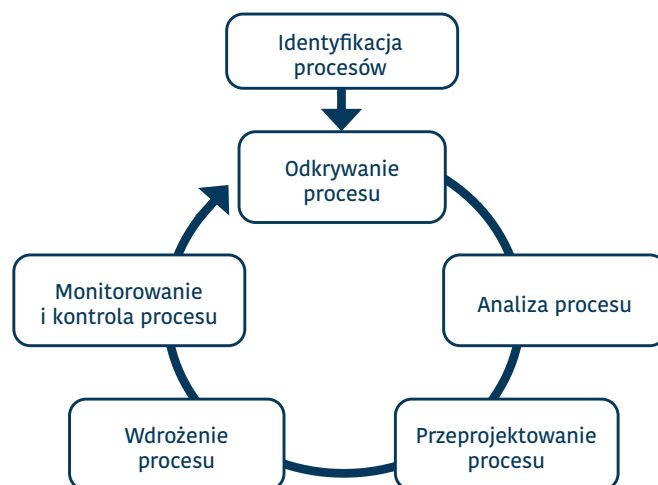 Identyfikacja
procesów
Odkrywanie
procesu
Analiza procesu
Przeprojektowanie
procesu
Wdrożenie
procesu
Monitorowanie
i kontrola procesu